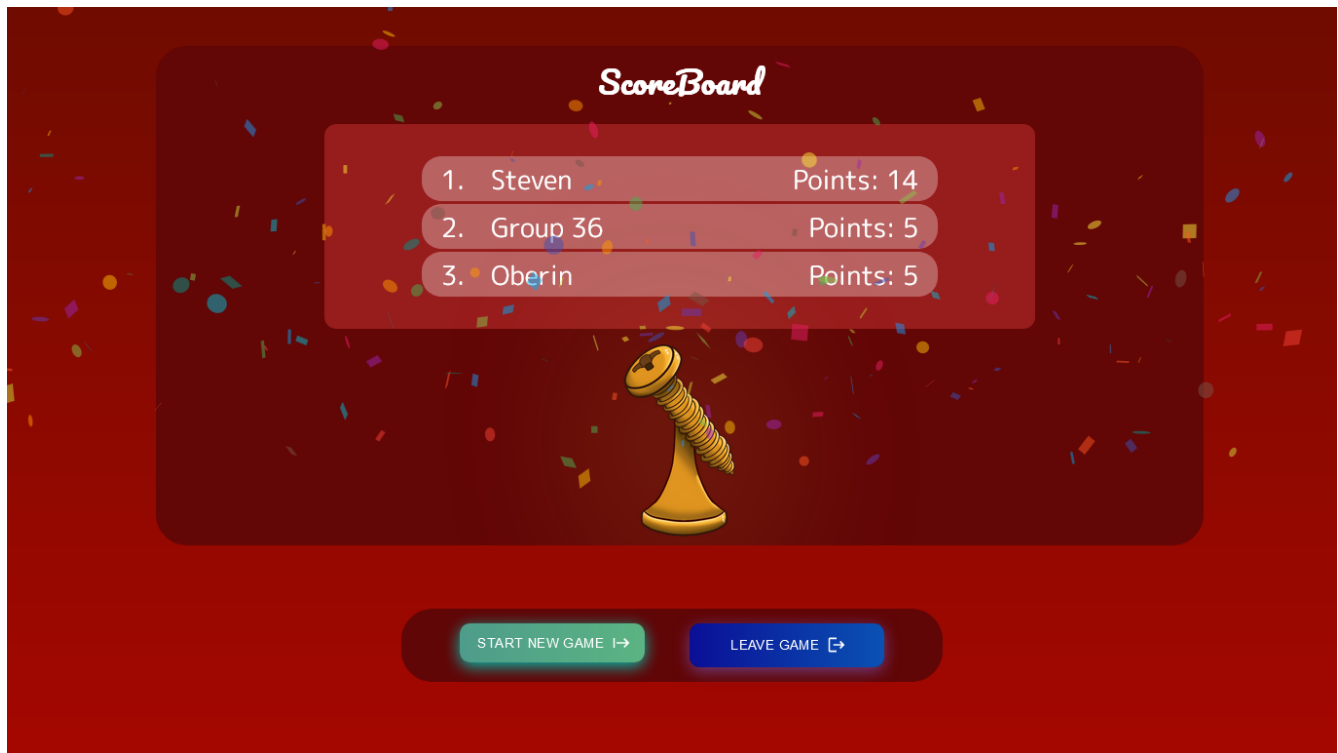 ScoreBoard
1. Steven Points: 14
2. Group 36 Points: 5
3. Oberin Points: 5
START NEW GAME
LEAVE GAME